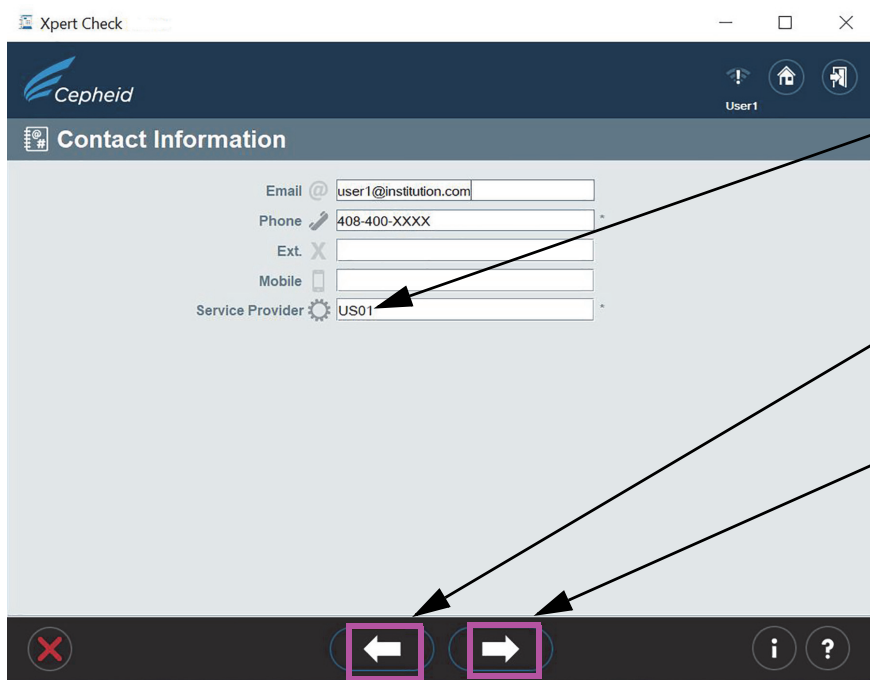 Xpert Check
Cepheid
User1
Contact Information
Email @ user1@institution.com
Phone 408-400-XXXX *
Ext. X
Mobile
Service Provider US01 *
i ?